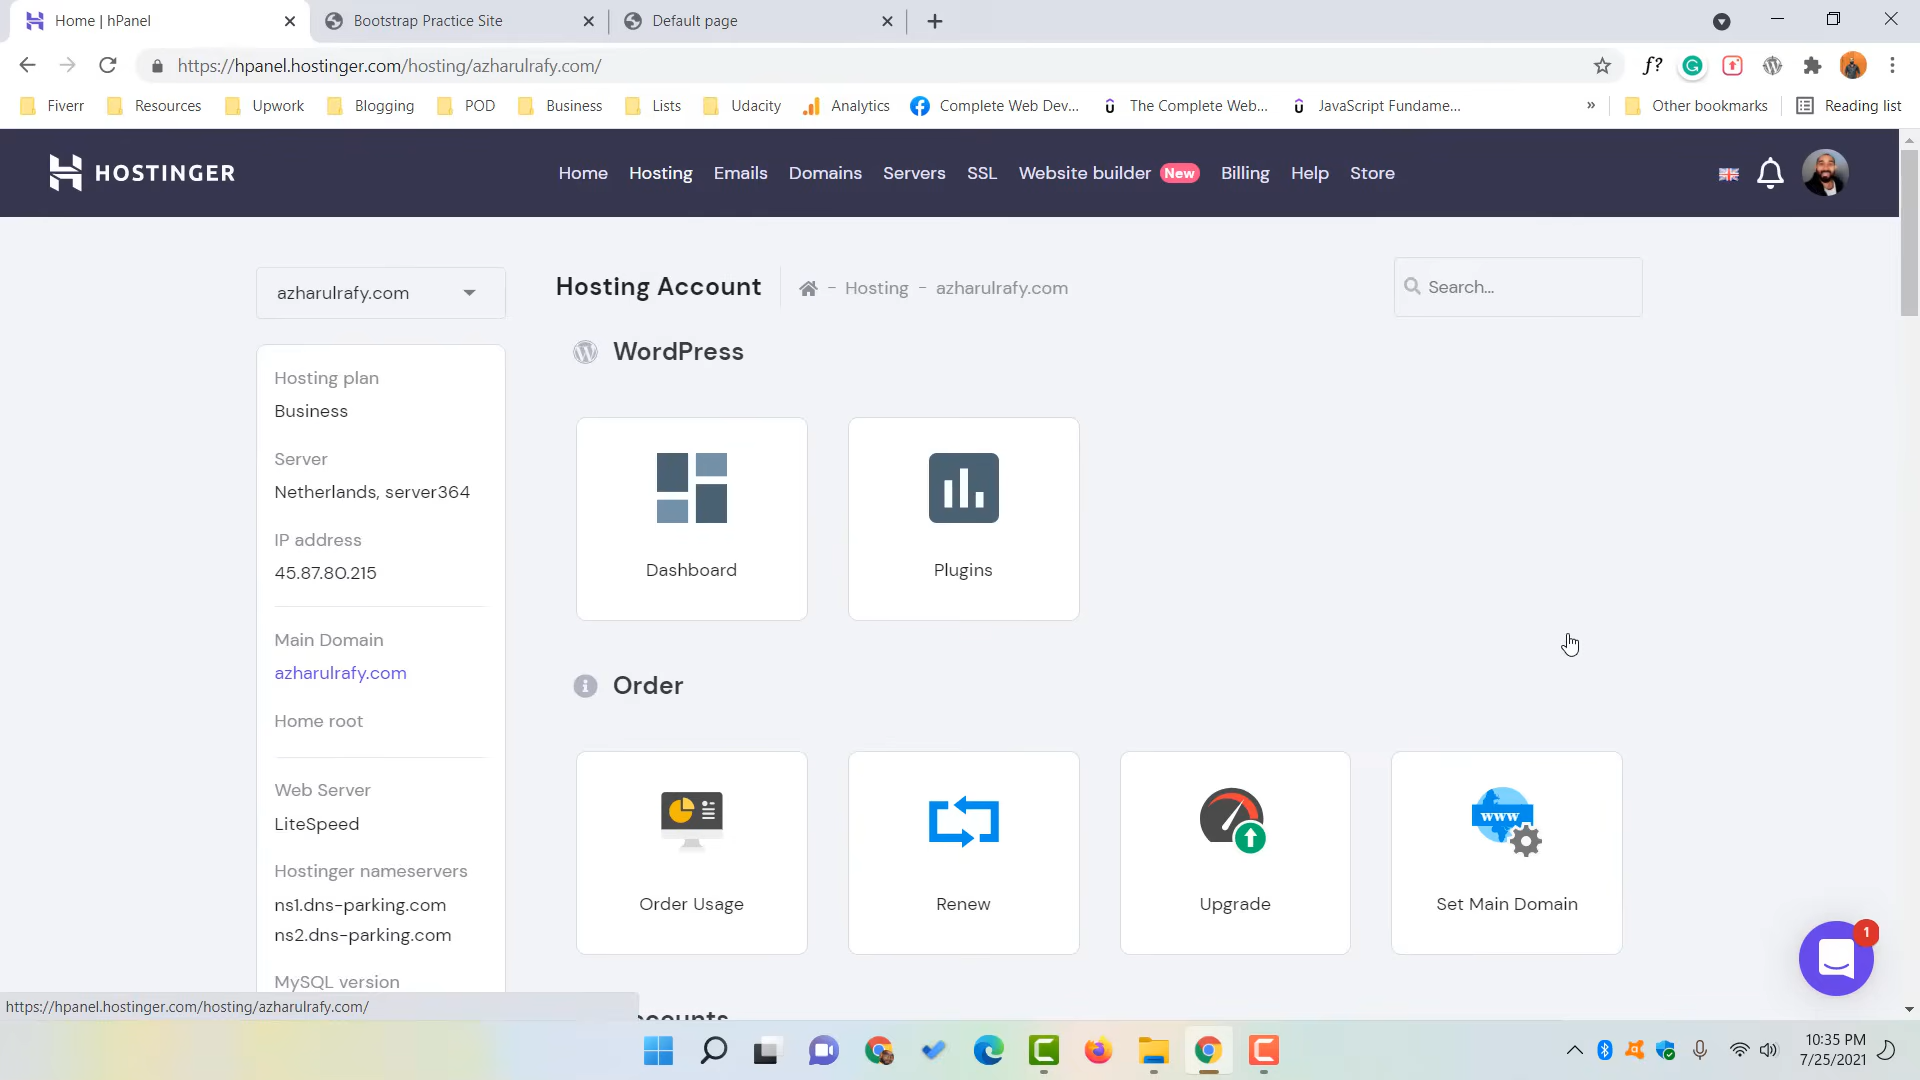 Home | hPanel
Bootstrap Practice Site
Default page
https://hpanel.hostinger.com/hosting/azharulrafy.com/
f?
Fiverr
Resources
Upwork
Blogging
POD
Business
Lists
Udacity
Analytics
Complete Web Dev...
The Complete Web...
JavaScript Fundame...
»
Other bookmarks
Reading list
HOSTINGER
Home
Hosting
Emails
Domains
Servers
SSL
Website builder New
Billing
Help
Store
azharulrafy.com
Hosting Account
- Hosting - azharulrafy.com
Search...
WordPress
Hosting plan
Business
Server
Netherlands, server364
IP address
45.87.80.215
Dashboard
Plugins
Main Domain
azharulrafy.com
Home root
Order
Web Server
LiteSpeed
Hostinger nameservers
ns1.dns-parking.com
ns2.dns-parking.com
MySQL version
www
Order Usage
Renew
Upgrade
Set Main Domain
1
https://hpanel.hostinger.com/hosting/azharulrafy.com/
10:35 PM
7/25/2021